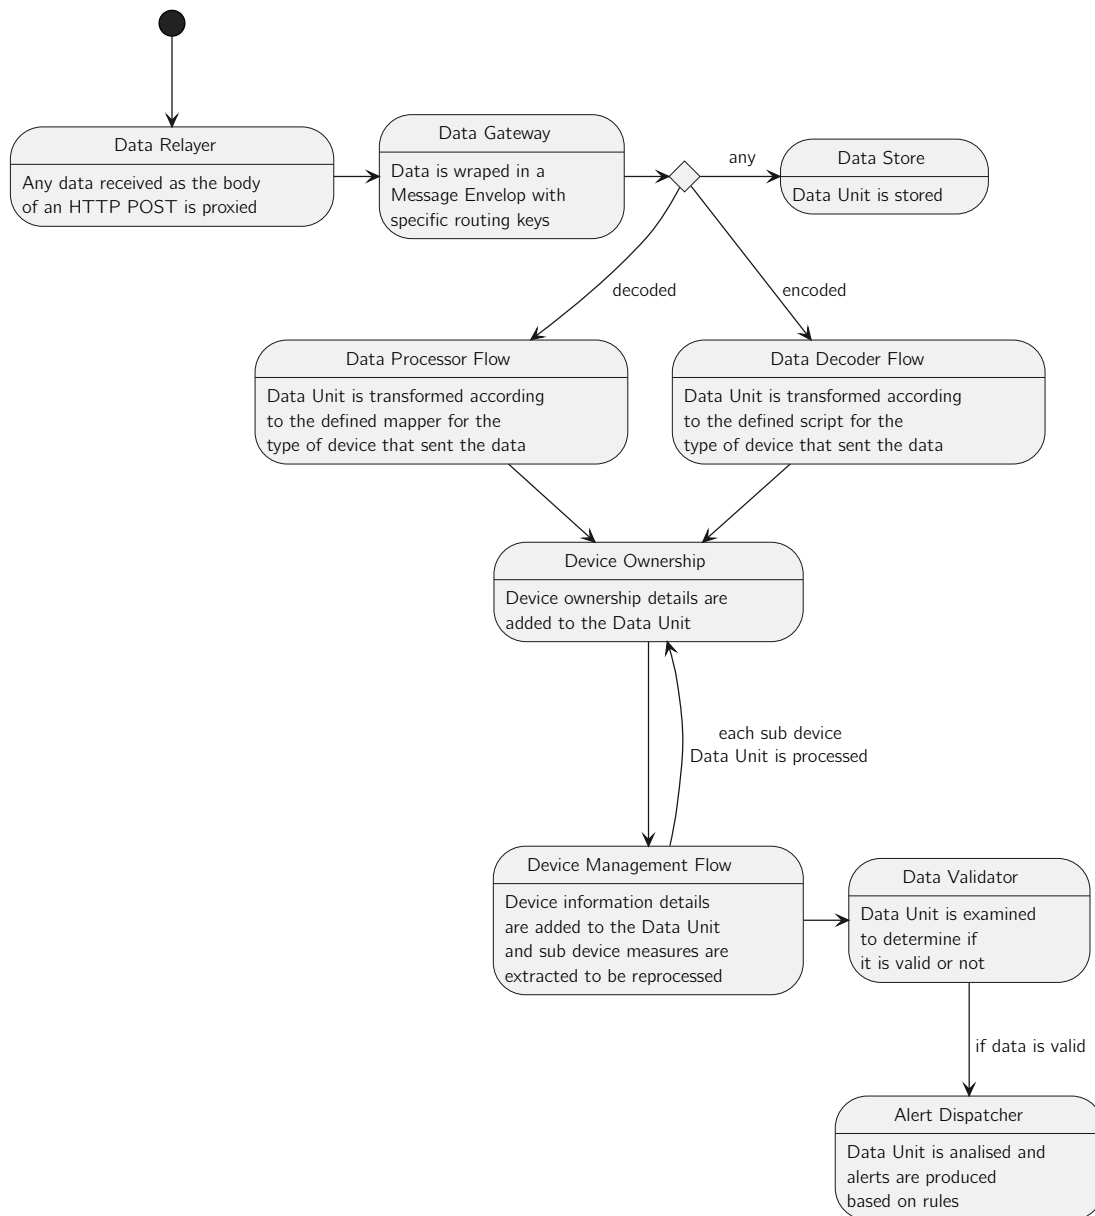 Data Relayer
Any data received as the body
of an HTTP POST is proxied
Data Gateway
Data is wraped in a
Message Envelop with
specific routing keys
any
Data Store
Data Unit is stored
decoded
encoded
Data Processor Flow
Data Unit is transformed according
to the defined mapper for the
type of device that sent the data
Data Decoder Flow
Data Unit is transformed according
to the defined script for the
type of device that sent the data
Device Ownership
Device ownership details are
added to the Data Unit
each sub device
Data Unit is processed
Device Management Flow
Device information details
are added to the Data Unit
and sub device measures are
extracted to be reprocessed
Data Validator
Data Unit is examined
to determine if
it is valid or not
if data is valid
Alert Dispatcher
Data Unit is analised and
alerts are produced
based on rules